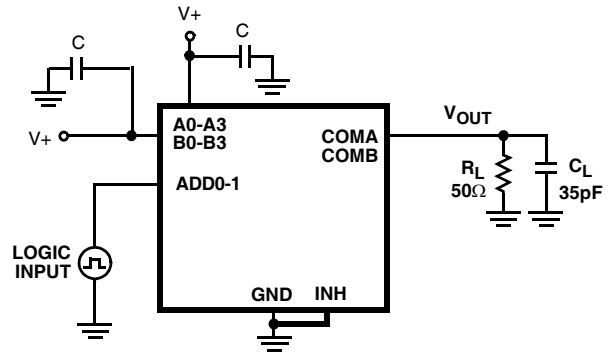 V+
C
C
V+
A0-A3
B0-B3
COMA
COMB
VOUT
ADD0-1
RL
50Ω
CL
35pF
LOGIC
INPUT
GND
INH